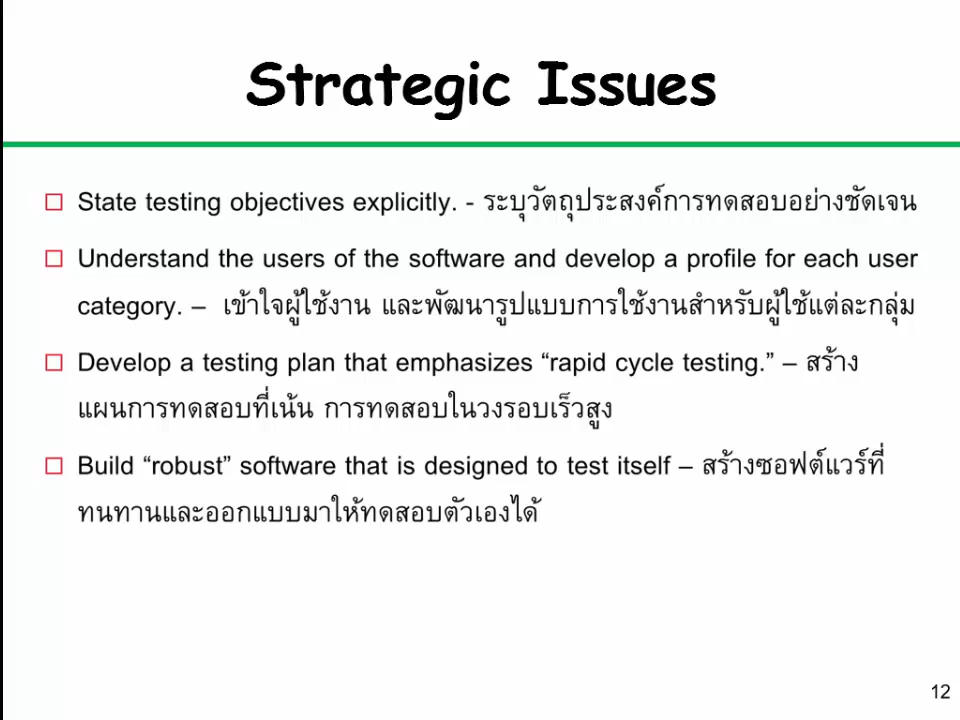 Strategic Issues
State testing objectives explicitly. - ระบุวัตถุประสงค์การทดสอบอย่างชัดเจน
Understand the users of the software and develop a profile for each user
category. – เข้าใจผู้ใช้งาน และพัฒนารูปแบบการใช้งานสำหรับผู้ใช้แต่ละกลุ่ม
Develop a testing plan that emphasizes “rapid cycle testing.” – สร้าง
แผนการทดสอบที่เน้น การทดสอบในวงรอบเร็วสูง
Build “robust” software that is designed to test itself – สร้างซอฟต์แวร์ที่
ทนทานและออกแบบมาให้ทดสอบตัวเองได้
12